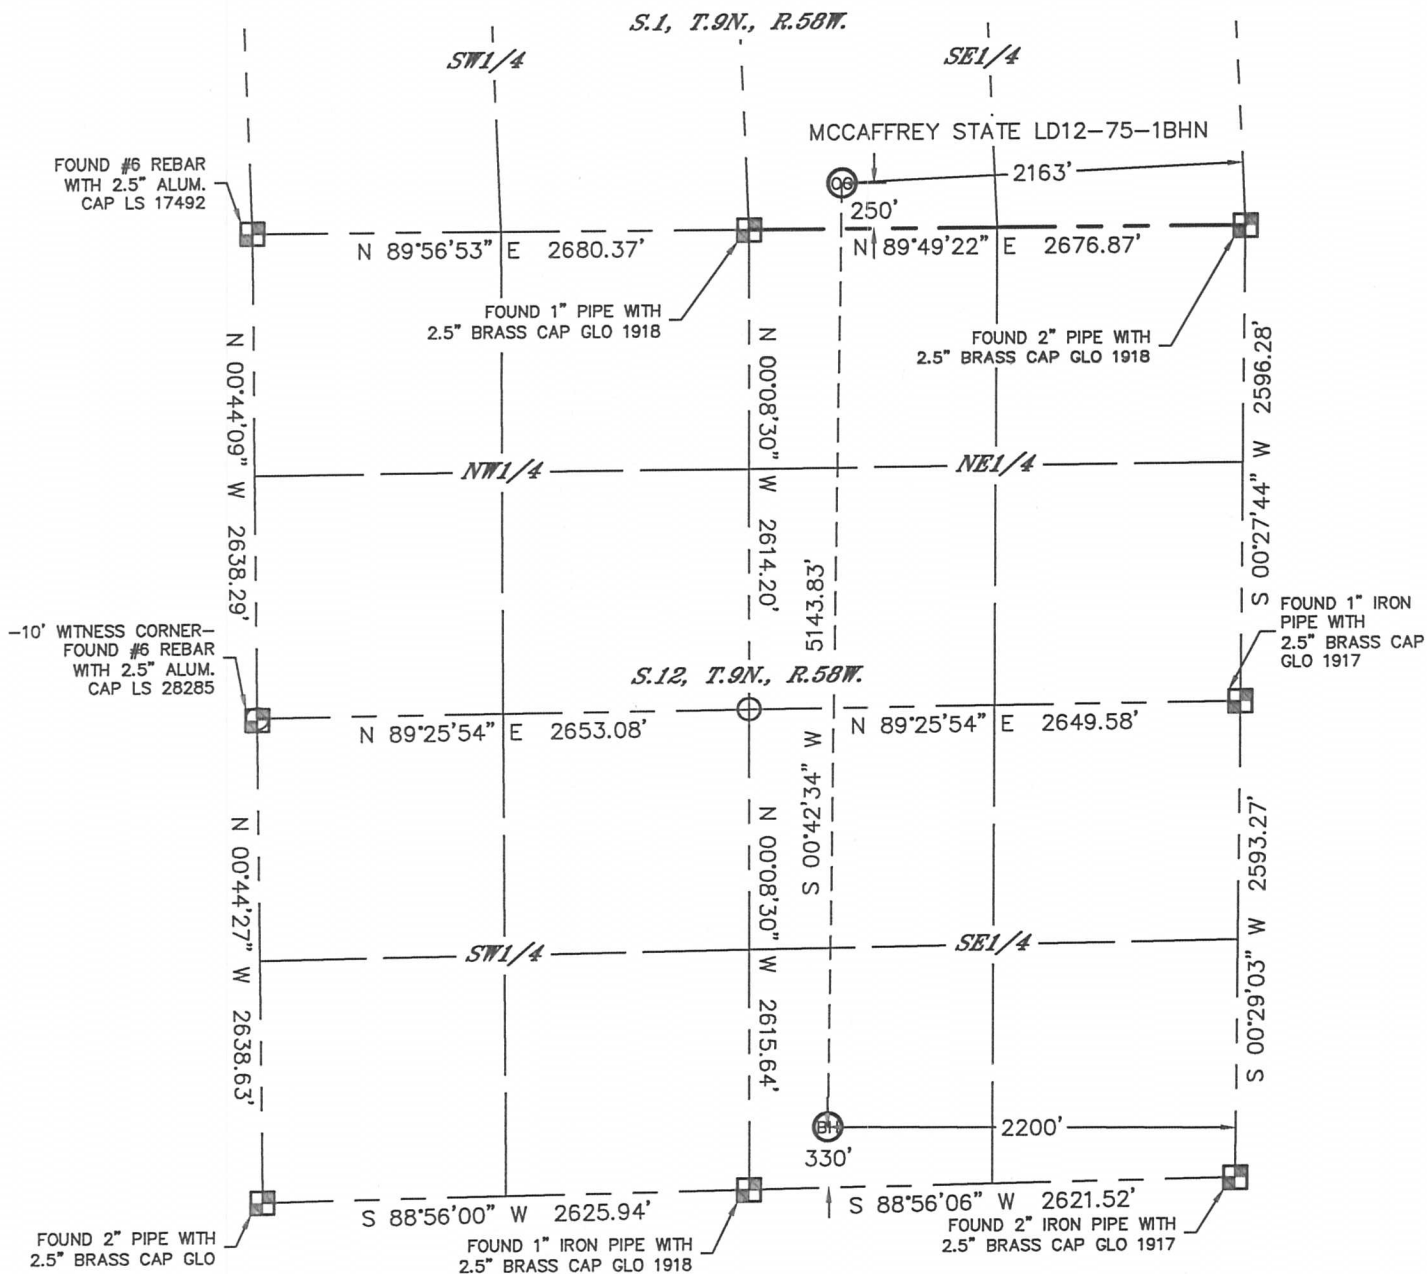 S.1, T.9N., R.58W.
SW1/4
SE1/4
MCCAFFREY STATE LD12-75-1BHN
FOUND #6 REBAR
WITH 2.5" ALUM.
CAP LS 17492
OG
2163'
250'
N 89°56'53" E 2680.37'
N 89°49'22" E 2676.87'
FOUND 1" PIPE WITH
2.5" BRASS CAP GLO 1918
FOUND 2" PIPE WITH
2.5" BRASS CAP GLO 1918
N 00°44'09" W 2638.29'
N 00°08'30" W 2614.20'
S 00°27'44" W 2596.28'
NW1/4
NE1/4
5143.83'
S 00°42'34" W
-10' WITNESS CORNER-
FOUND #6 REBAR
WITH 2.5" ALUM.
CAP LS 28285
FOUND 1" IRON
PIPE WITH
2.5" BRASS CAP
GLO 1917
S.12, T.9N., R.58W.
N 89°25'54" E 2653.08'
N 89°25'54" E 2649.58'
N 00°44'27" W 2638.63'
N 00°08'30" W 2615.64'
S 00°29'03" W 2593.27'
SW1/4
SE1/4
BH
2200'
330'
S 88°56'00" W 2625.94'
S 88°56'06" W 2621.52'
FOUND 2" PIPE WITH
2.5" BRASS CAP GLO
FOUND 1" IRON PIPE WITH
2.5" BRASS CAP GLO 1918
FOUND 2" IRON PIPE WITH
2.5" BRASS CAP GLO 1917